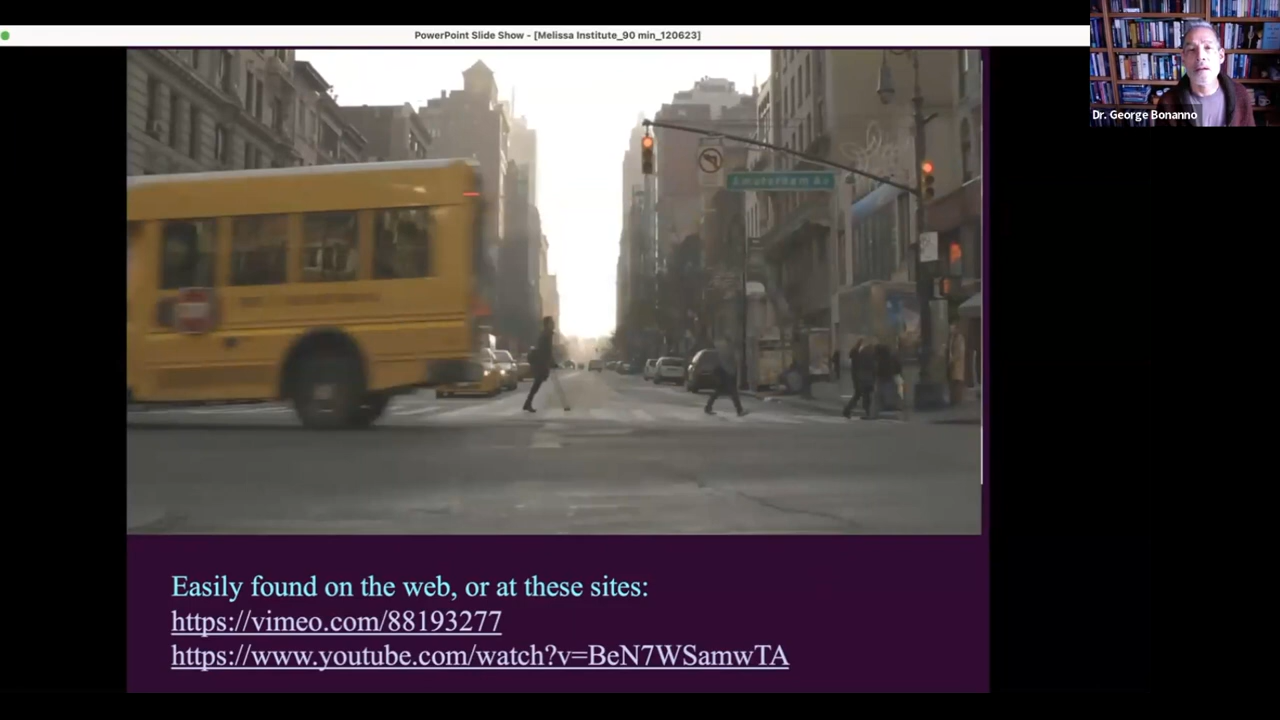 PowerPoint Slide Show - [Melissa Institute_90 min_120623]
Dr. George Bonanno
Amsterdam Av
Easily found on the web, or at these sites:
https://vimeo.com/88193277
https://www.youtube.com/watch?v=BeN7WSamwTA